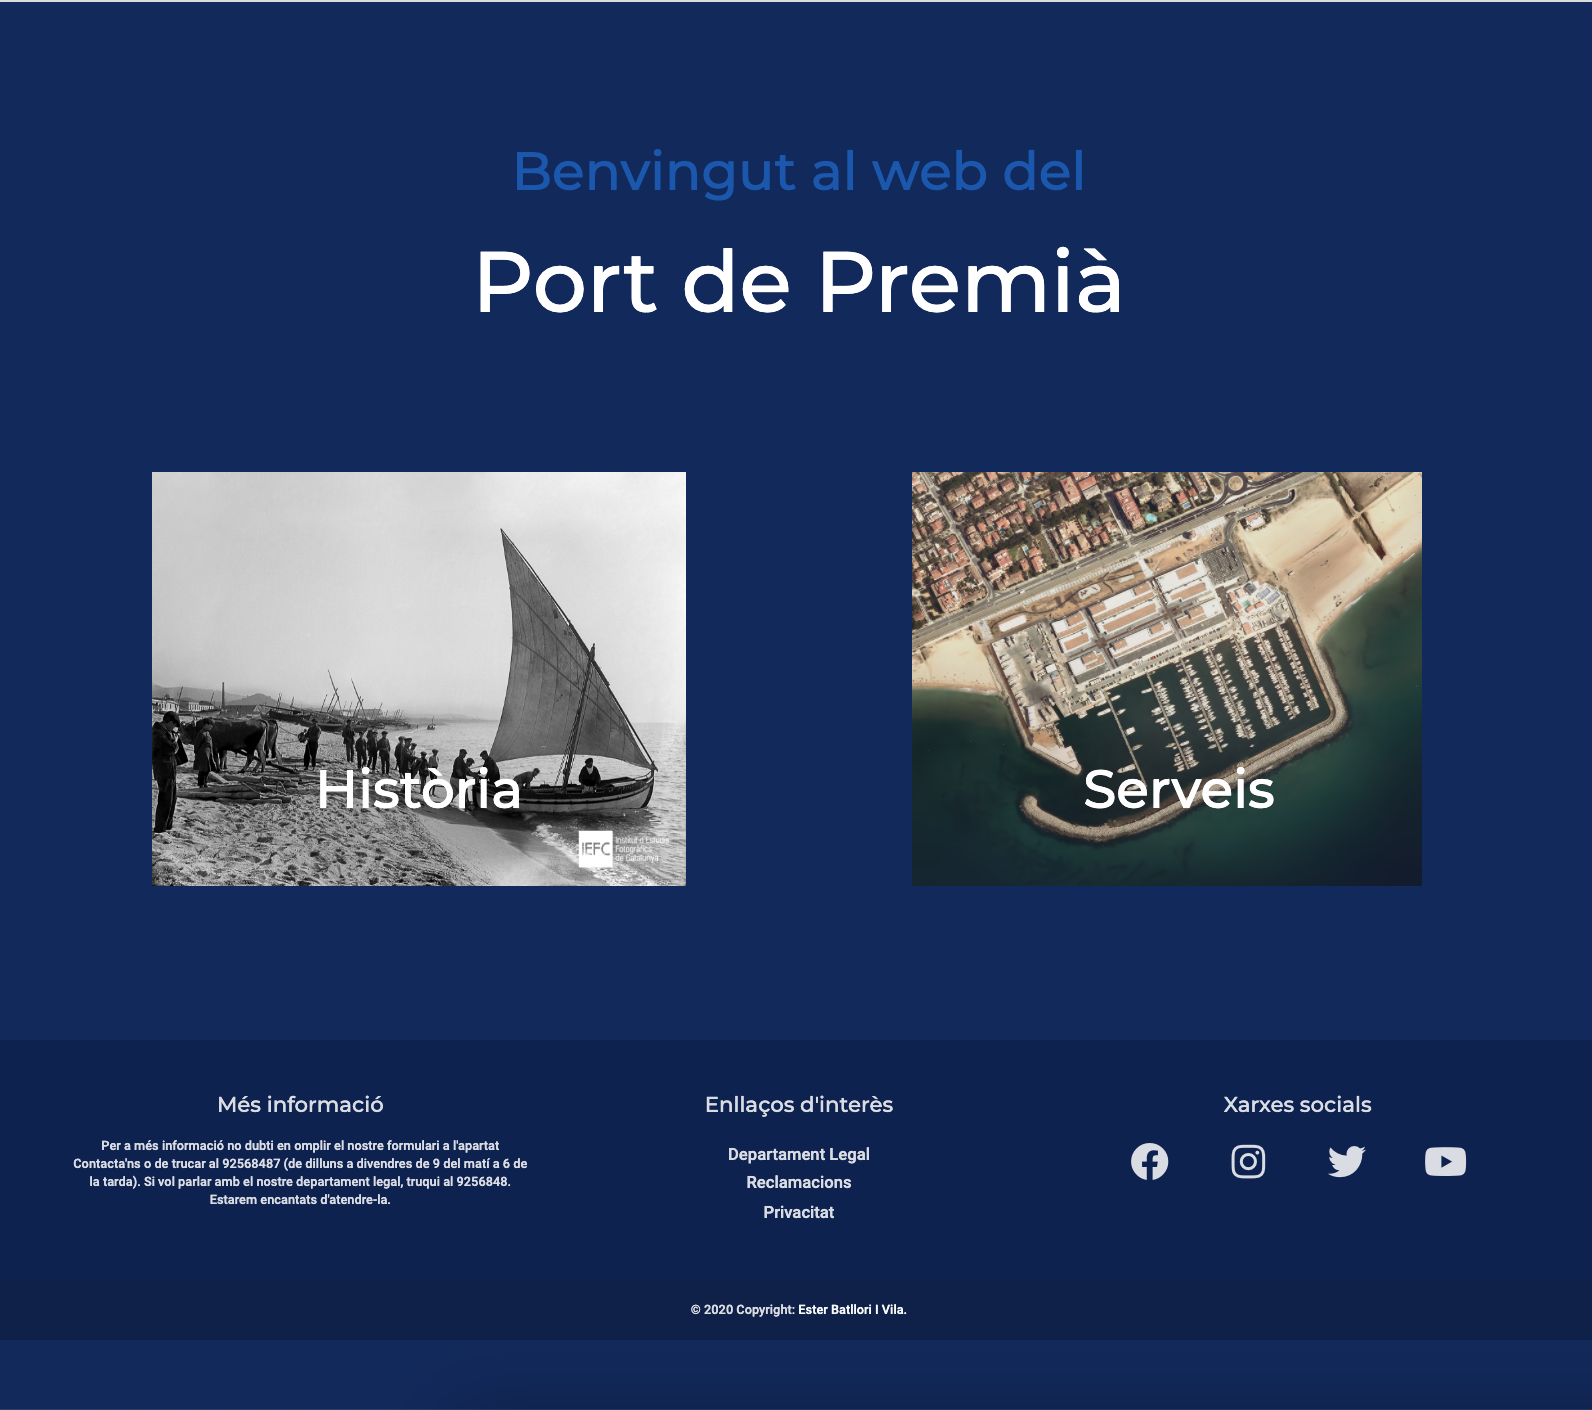 Benvingut al web del
Port de Premià
Història
IEFC
Institut d'Estudis
Fotogràfics
de Catalunya
Serveis
Més informació
Per a més informació no dubti en omplir el nostre formulari a l'apartat
Contacta'ns o de trucar al 92568487 (de dilluns a divendres de 9 del matí a 6 de
la tarda). Si vol parlar amb el nostre departament legal, truqui al 9256848.
Estarem encantats d'atendre-la.
Enllaços d'interès
Departament Legal
Reclamacions
Privacitat
Xarxes socials
© 2020 Copyright: Ester Batllori I Vila.